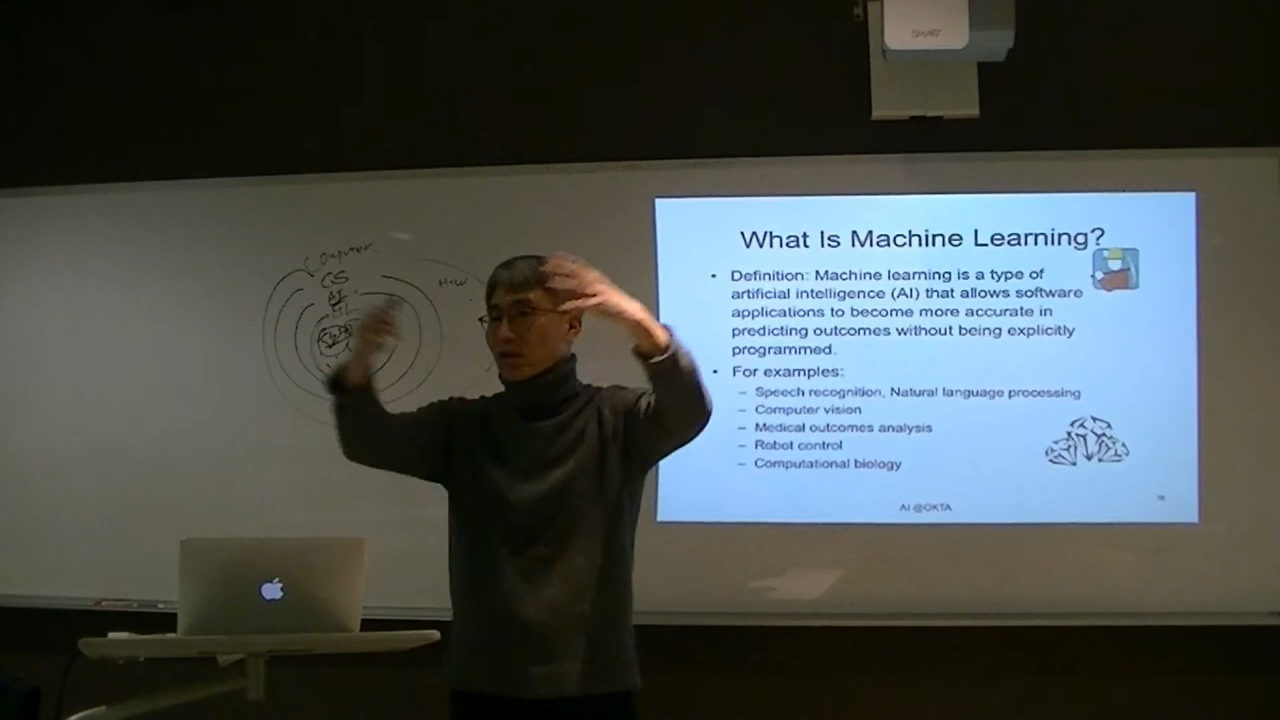 SMART
What Is Machine Learning?
• Definition: Machine learning is a type of
artificial intelligence (AI) that allows software
applications to become more accurate in
predicting outcomes without being explicitly
programmed.
• For examples:
– Speech recognition, Natural language processing
– Computer vision
– Medical outcomes analysis
– Robot control
– Computational biology
AI @OKTA
Computer
CS
AI
ML